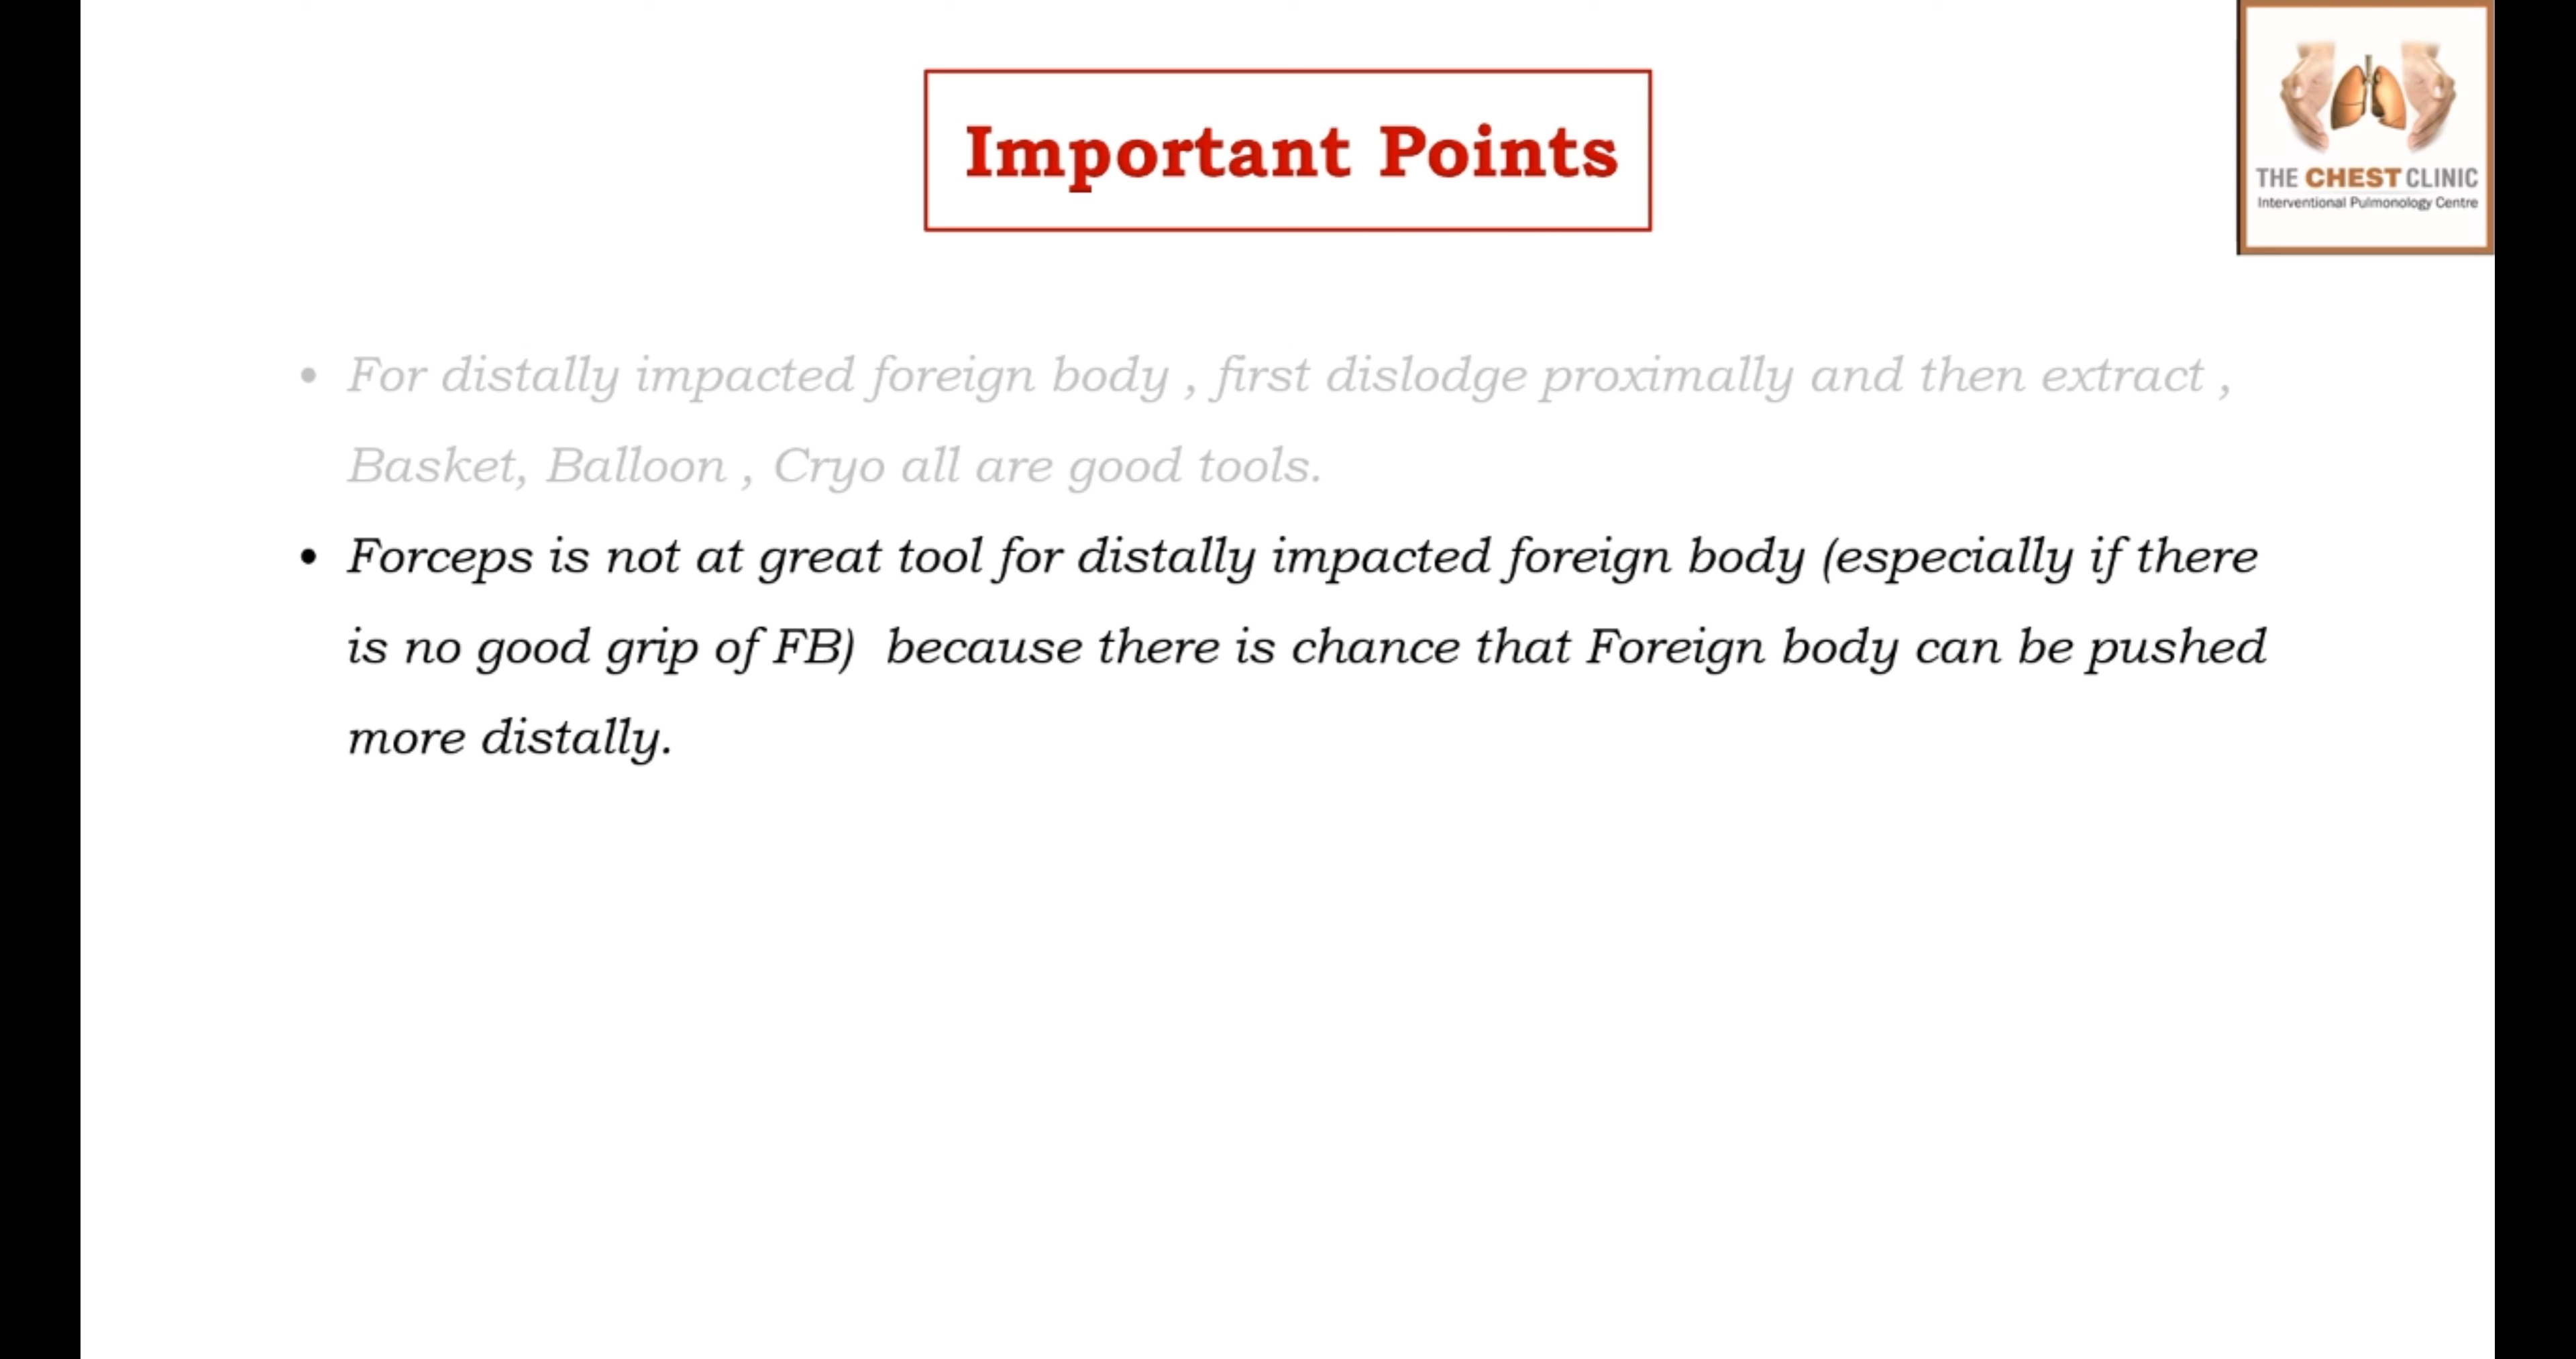 Important Points
THE CHEST CLINIC
Interventional Pulmonology Centre
• For distally impacted foreign body , first dislodge proximally and then extract ,
Basket, Balloon , Cryo all are good tools.
• Forceps is not at great tool for distally impacted foreign body (especially if there
is no good grip of FB)  because there is chance that Foreign body can be pushed
more distally.